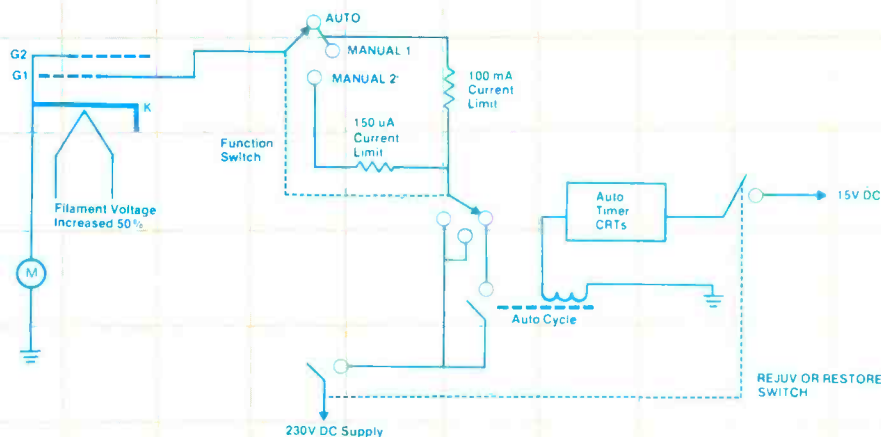 AUTO
G2
MANUAL 1
G1
MANUAL 2
100 mA
Current
Limit
K
150 uA
Current
Limit
Function
Switch
Auto
Timer
CRTs
15V DC
Filament Voltage
Increased 50%
M
Auto Cycle
REJUV OR RESTORE
SWITCH
230V DC Supply